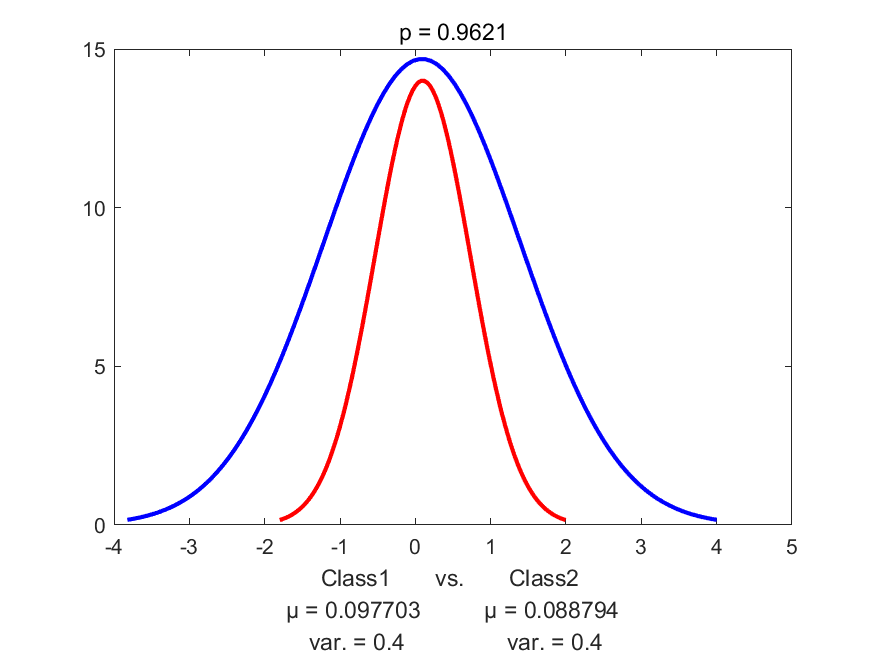 p = 0.9621
15
10
5
0
-4 -3 -2 -1 0 1 2 3 4 5
Class1 vs. Class2
μ = 0.097703 μ = 0.088794
var. = 0.4 var. = 0.4